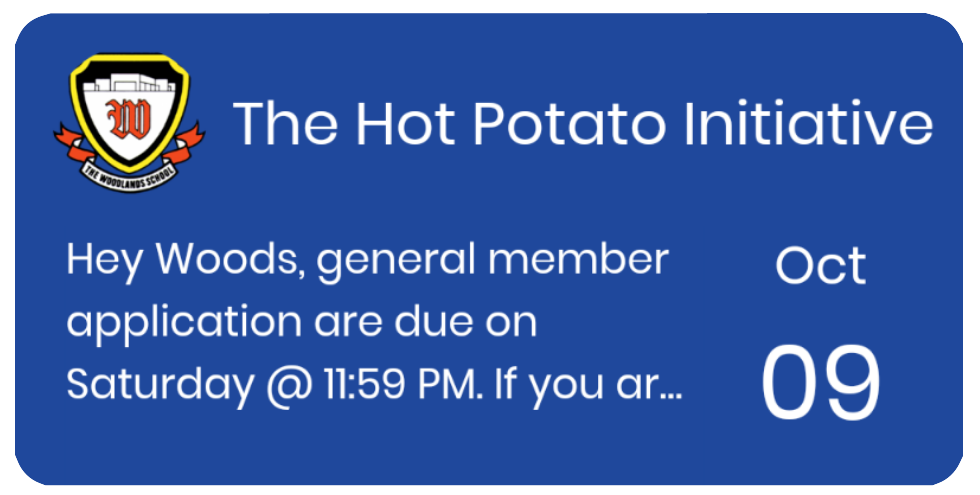 The Hot Potato Initiative
W
THE WOODLANDS SCHOOL
Hey Woods, general member
application are due on
Saturday @ 11:59 PM. If you ar...
Oct
09